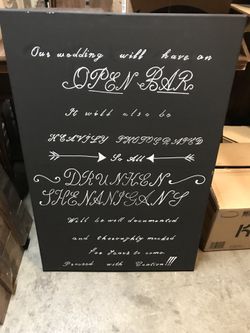 Our wedding will have an
OPEN BAR
It will also be
HEAVILY PHOTOGRAPHED
So All
DRUNKEN
SHENANIGANS
Will be well documented
and thoroughly mocked
For Years to come
Proceed with Caution!!!